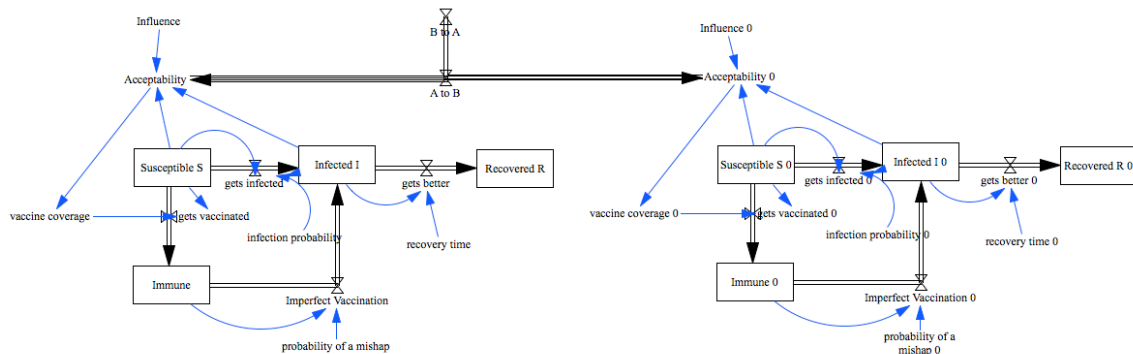 Influence
B to A
Influence 0
Acceptability
Acceptability 0
A to B
Susceptible S
Infected I
Recovered R
Susceptible S 0
Infected I 0
Recovered R 0
gets infected
gets better
gets infected 0
gets better 0
vaccine coverage
gets vaccinated
vaccine coverage 0
gets vaccinated 0
infection probability
recovery time
infection probability 0
recovery time 0
Immune
Immune 0
Imperfect Vaccination
Imperfect Vaccination 0
probability of a mishap
probability of a
mishap 0